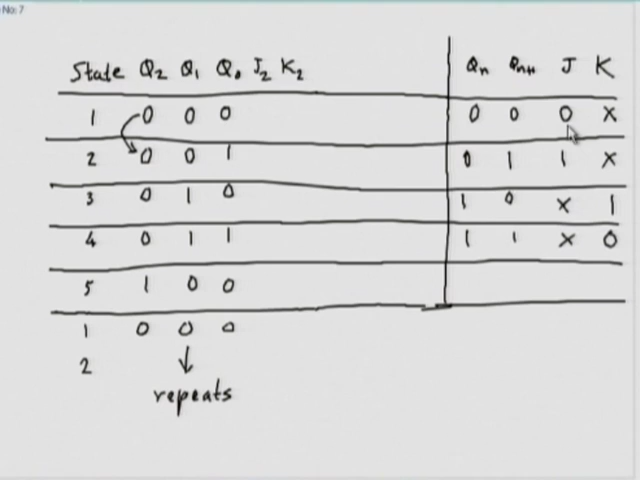 No: 7
State Q2 Q1 Q0 J2 K2 Qn Qn+1 J K
1 0 0 0 0 0 0 X
2 0 0 1 0 1 1 X
3 0 1 0 1 0 X 1
4 0 1 1 1 1 X 0
5 1 0 0
1 0 0 0
2 ↓
repeats